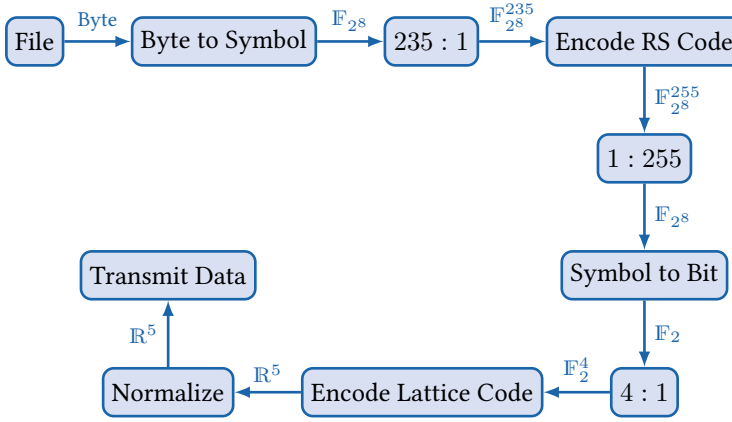 File
Byte
Byte to Symbol
𝔽_{2^8}
235 : 1
𝔽_{2^8}^{235}
Encode RS Code
𝔽_{2^8}^{255}
1 : 255
𝔽_{2^8}
Symbol to Bit
𝔽_2
4 : 1
𝔽_2^4
Encode Lattice Code
ℝ^5
Normalize
ℝ^5
Transmit Data